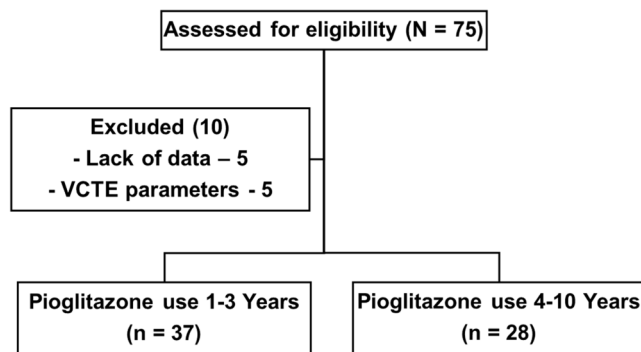 Assessed for eligibility (N = 75)
Excluded (10)
- Lack of data – 5
- VCTE parameters - 5
Pioglitazone use 1-3 Years
(n = 37)
Pioglitazone use 4-10 Years
(n = 28)